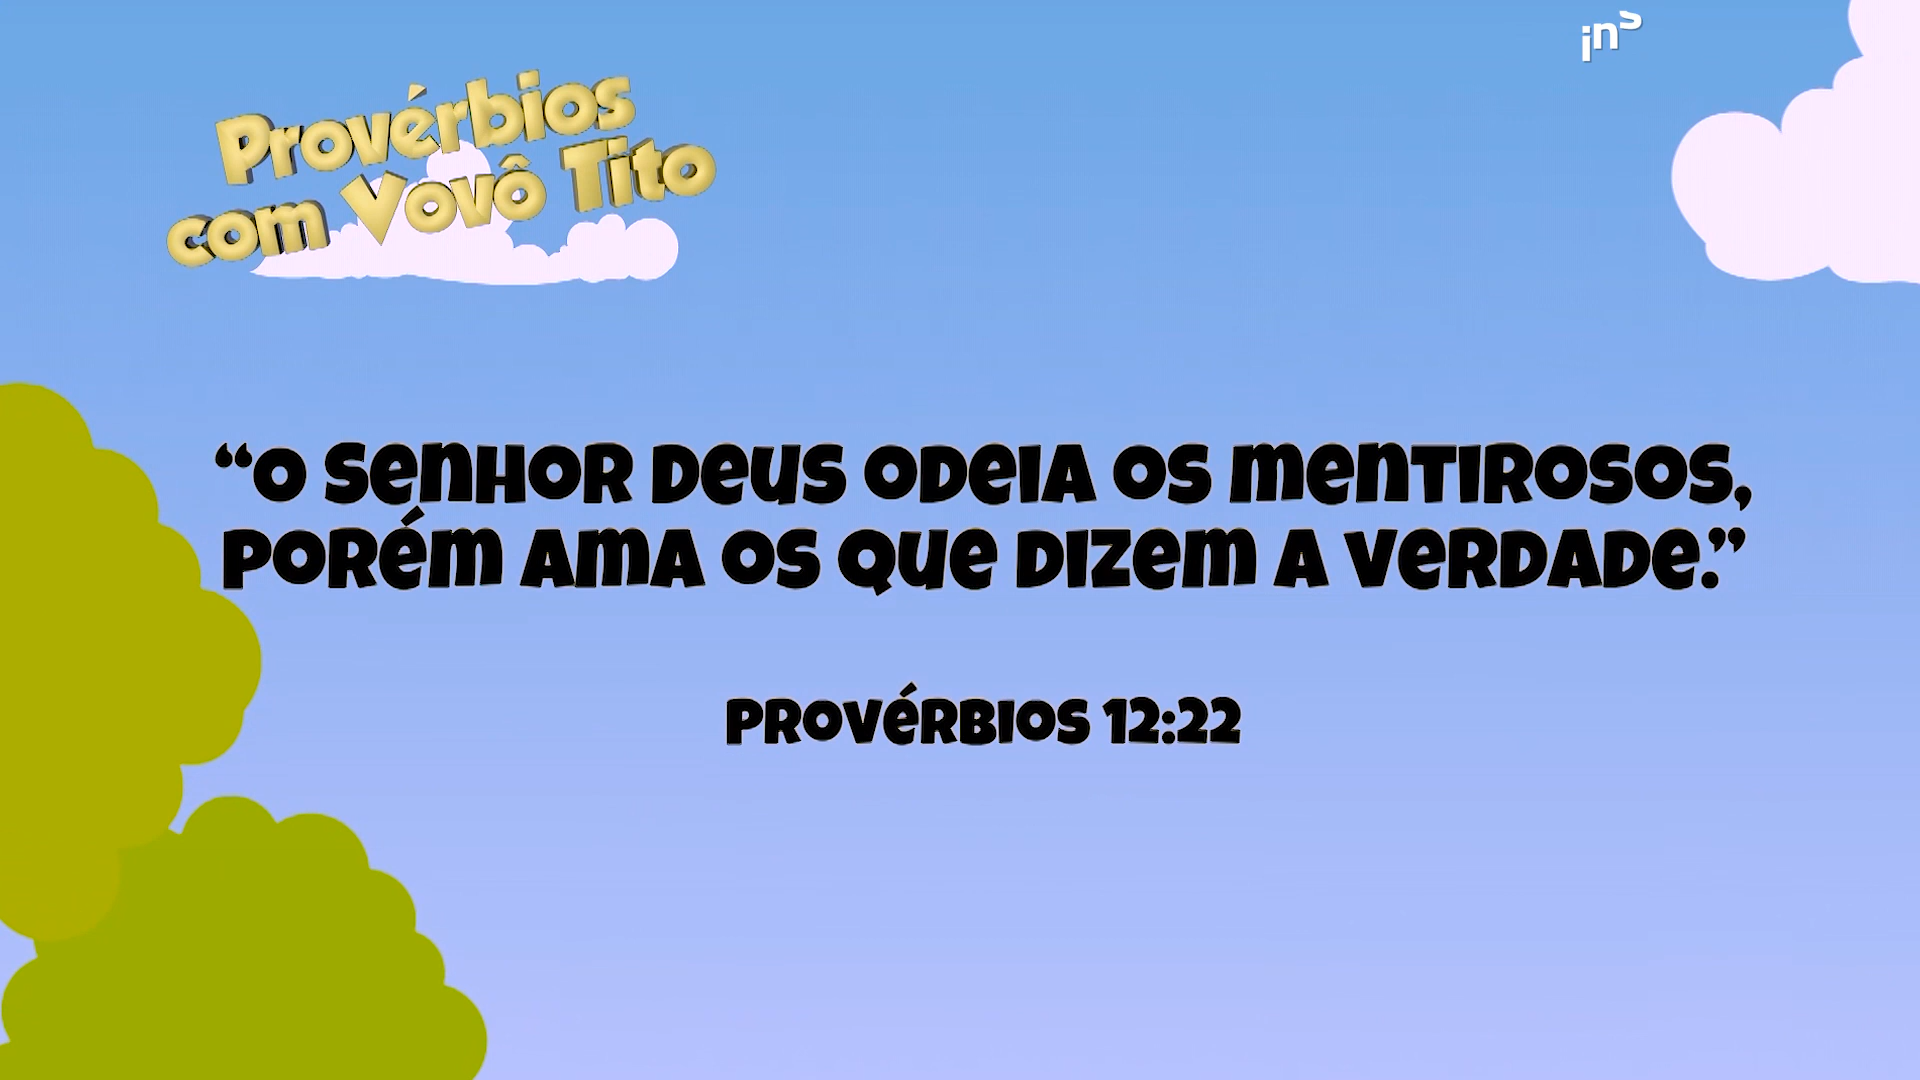 Provérbios
com Vovô Tito
“O SENHOR DEUS ODEIA OS MENTIROSOS,
PORÉM AMA OS QUE DIZEM A VERDADE.”
PROVÉRBIOS 12:22